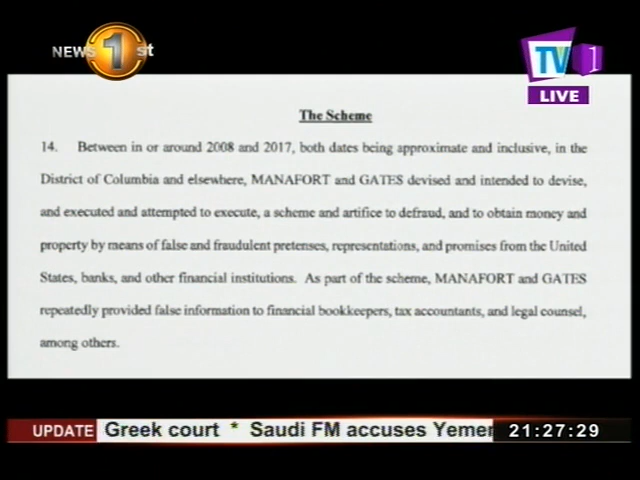 NEWS 1st
TV 1
LIVE
The Scheme
14. Between in or around 2008 and 2017, both dates being approximate and inclusive, in the
District of Columbia and elsewhere, MANAFORT and GATES devised and intended to devise,
and executed and attempted to execute, a scheme and artifice to defraud, and to obtain money and
property by means of false and fraudulent pretenses, representations, and promises from the United
States, banks, and other financial institutions. As part of the scheme, MANAFORT and GATES
repeatedly provided false information to financial bookkeepers, tax accountants, and legal counsel,
among others.
UPDATE Greek court * Saudi FM accuses Yemen 21:27:29